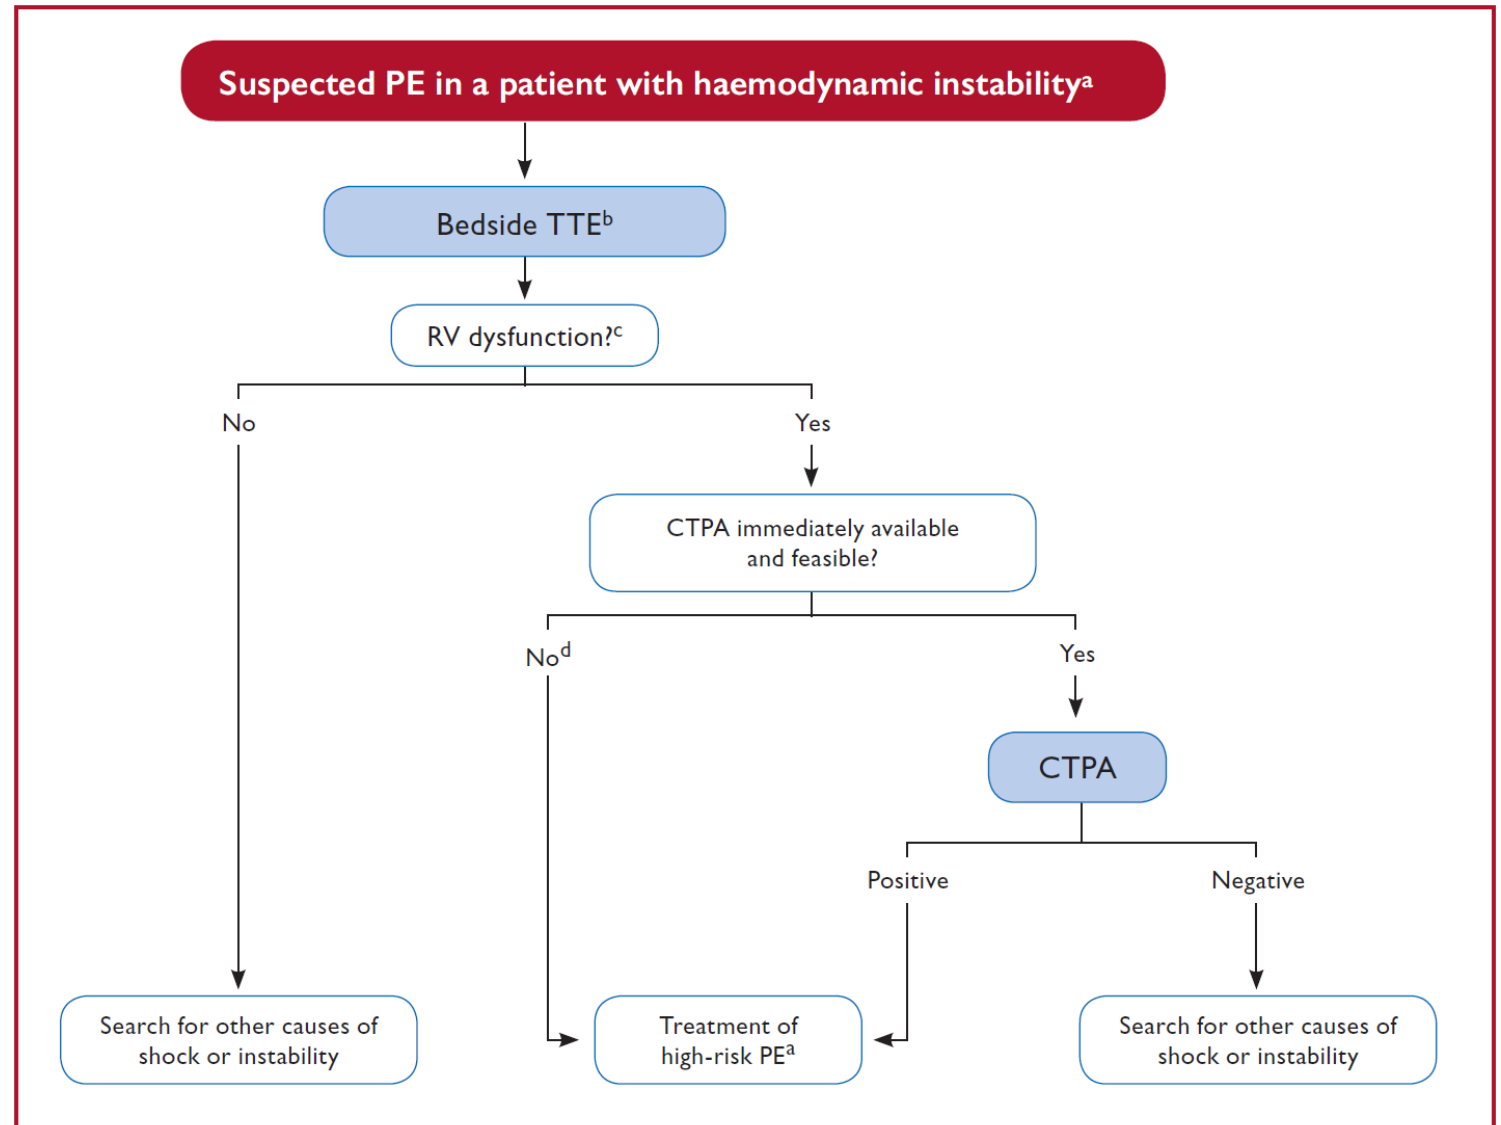 Suspected PE in a patient with haemodynamic instabilityᵃ
Bedside TTEᵇ
RV dysfunction?ᶜ
No
Yes
CTPA immediately available
and feasible?
Noᵈ
Yes
CTPA
Positive
Negative
Search for other causes of
shock or instability
Treatment of
high-risk PEᵃ
Search for other causes of
shock or instability